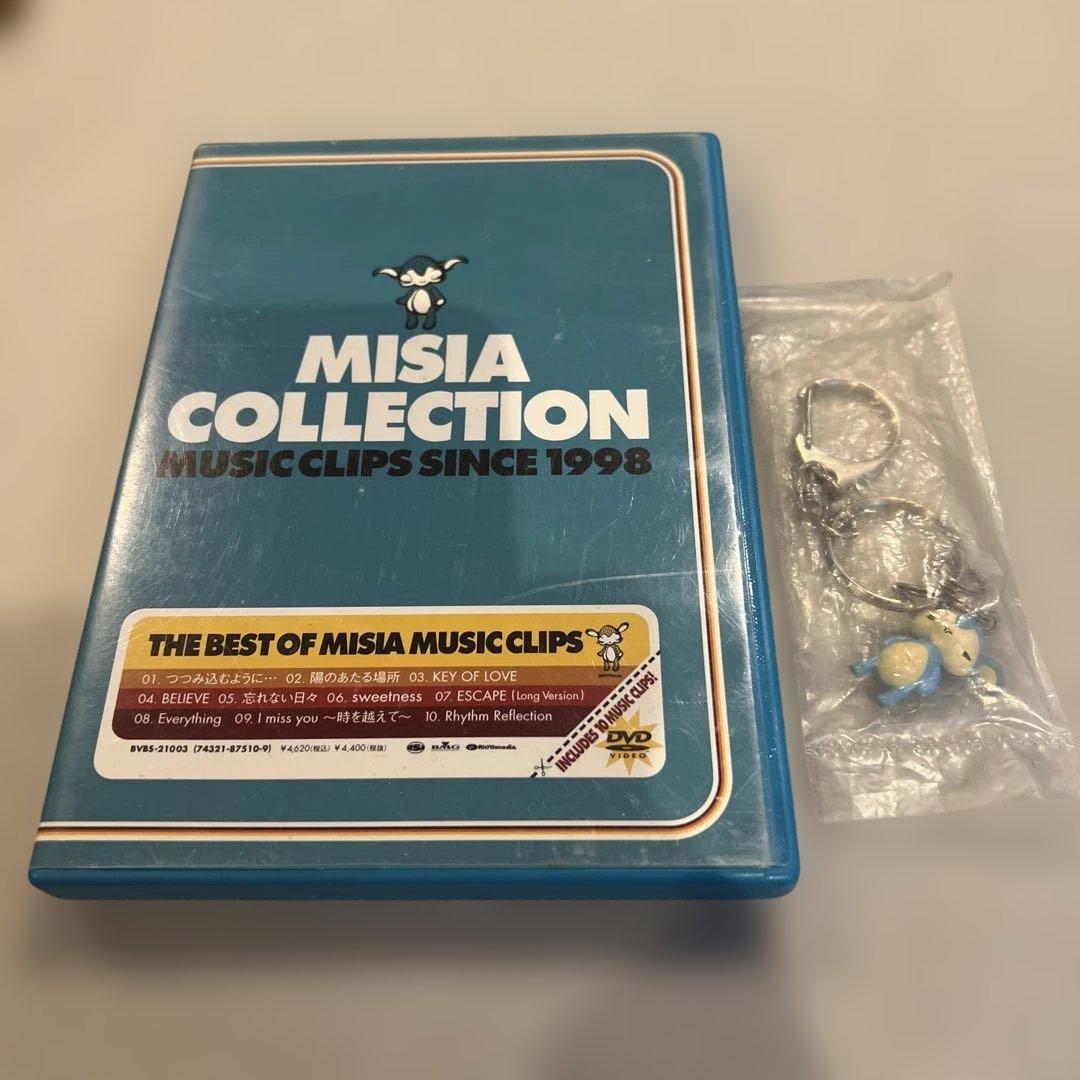 MISIA
COLLECTION
MUSIC CLIPS SINCE 1998
THE BEST OF MISIA MUSIC CLIPS
01. つつみ込むように… 02. 陽のあたる場所 03. KEY OF LOVE
04. BELIEVE 05. 忘れない日々 06. sweetness 07. ESCAPE (Long Version)
08. Everything 09. I miss you ～時を越えて～ 10. Rhythm Reflection
BVBS-21003 (74321-87510-9) ¥4,620(税込) ¥4,400(税抜) BMG Rhythmedia
INCLUDES 10 MUSIC CLIPS!
DVD
VIDEO